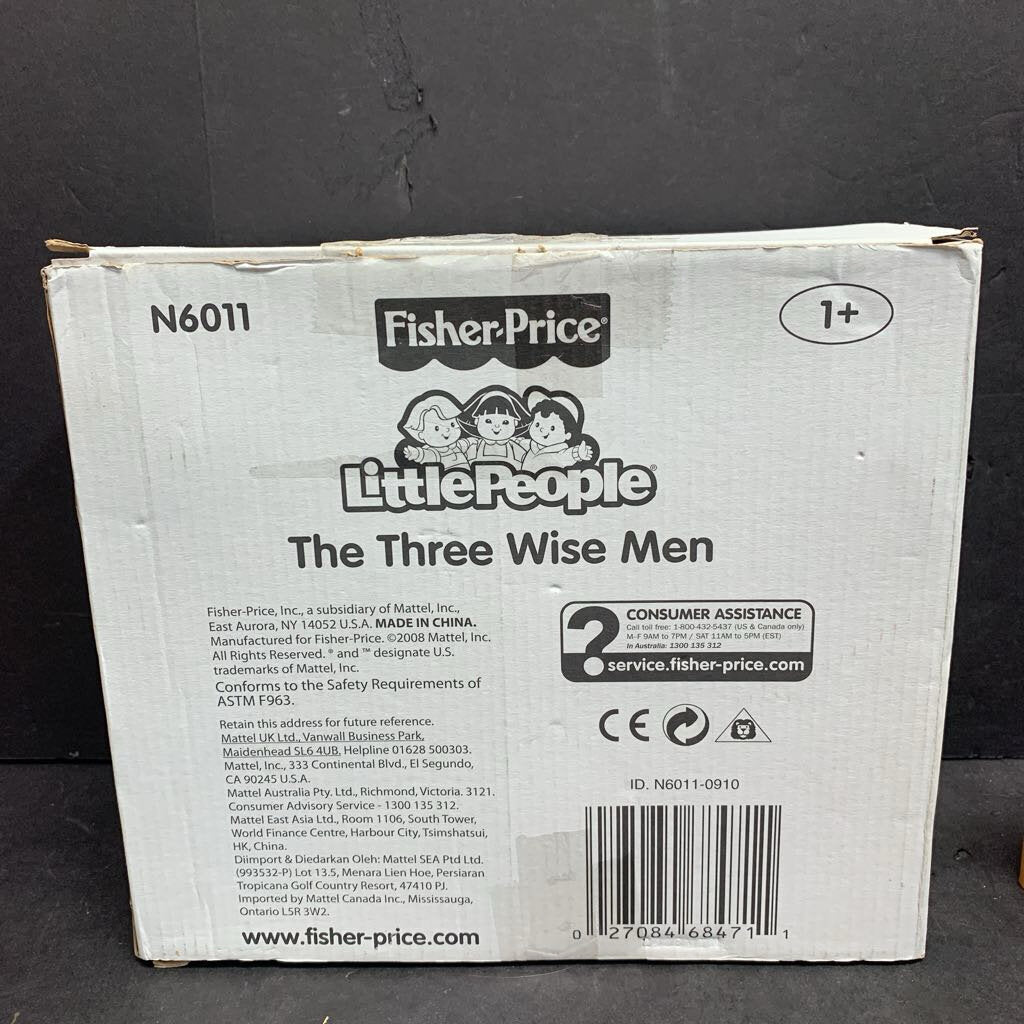 N6011
Fisher-Price®
1+
Little People®
The Three Wise Men
Fisher-Price, Inc., a subsidiary of Mattel, Inc.,
East Aurora, NY 14052 U.S.A. MADE IN CHINA.
Manufactured for Fisher-Price. ©2008 Mattel, Inc.
All Rights Reserved. ® and ™ designate U.S.
trademarks of Mattel, Inc.
Conforms to the Safety Requirements of
ASTM F963.
Retain this address for future reference.
Mattel UK Ltd., Vanwall Business Park,
Maidenhead SL6 4UB. Helpline 01628 500303.
Mattel, Inc., 333 Continental Blvd., El Segundo,
CA 90245 U.S.A.
Mattel Australia Pty. Ltd., Richmond, Victoria. 3121.
Consumer Advisory Service - 1300 135 312.
Mattel East Asia Ltd., Room 1106, South Tower,
World Finance Centre, Harbour City, Tsimshatsui,
HK, China.
Diimport & Diedarkan Oleh: Mattel SEA Ptd Ltd.
(993532-P) Lot 13.5, Menara Lien Hoe, Persiaran
Tropicana Golf Country Resort, 47410 PJ.
Imported by Mattel Canada Inc., Mississauga,
Ontario L5R 3W2.
www.fisher-price.com
? CONSUMER ASSISTANCE
Call toll free: 1-800-432-5437 (US & Canada only)
M-F 9AM to 7PM / SAT 11AM to 5PM (EST)
In Australia: 1300 135 312
service.fisher-price.com
CE
ID. N6011-0910
0 27084 68471 1